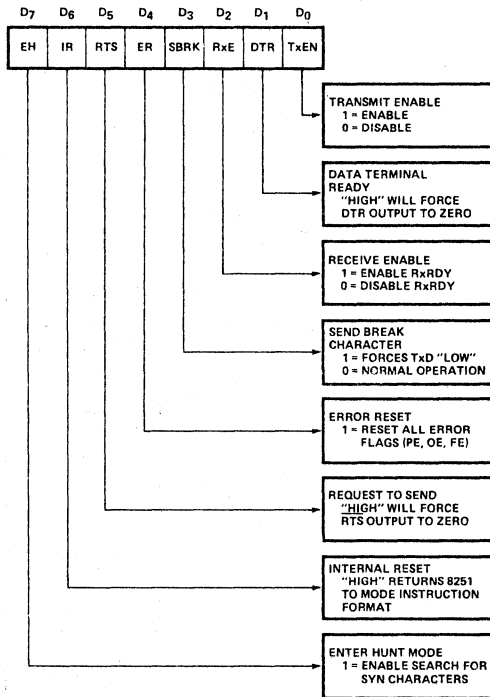 D7 D6 D5 D4 D3 D2 D1 D0
EH IR RTS ER SBRK RxE DTR TxEN
TRANSMIT ENABLE
1 = ENABLE
0 = DISABLE
DATA TERMINAL
READY
"HIGH" WILL FORCE
DTR OUTPUT TO ZERO
RECEIVE ENABLE
1 = ENABLE RxRDY
0 = DISABLE RxRDY
SEND BREAK
CHARACTER
1 = FORCES TxD "LOW"
0 = NORMAL OPERATION
ERROR RESET
1 = RESET ALL ERROR
FLAGS (PE, OE, FE)
REQUEST TO SEND
"HIGH" WILL FORCE
RTS OUTPUT TO ZERO
INTERNAL RESET
"HIGH" RETURNS 8251
TO MODE INSTRUCTION
FORMAT
ENTER HUNT MODE
1 = ENABLE SEARCH FOR
SYN CHARACTERS